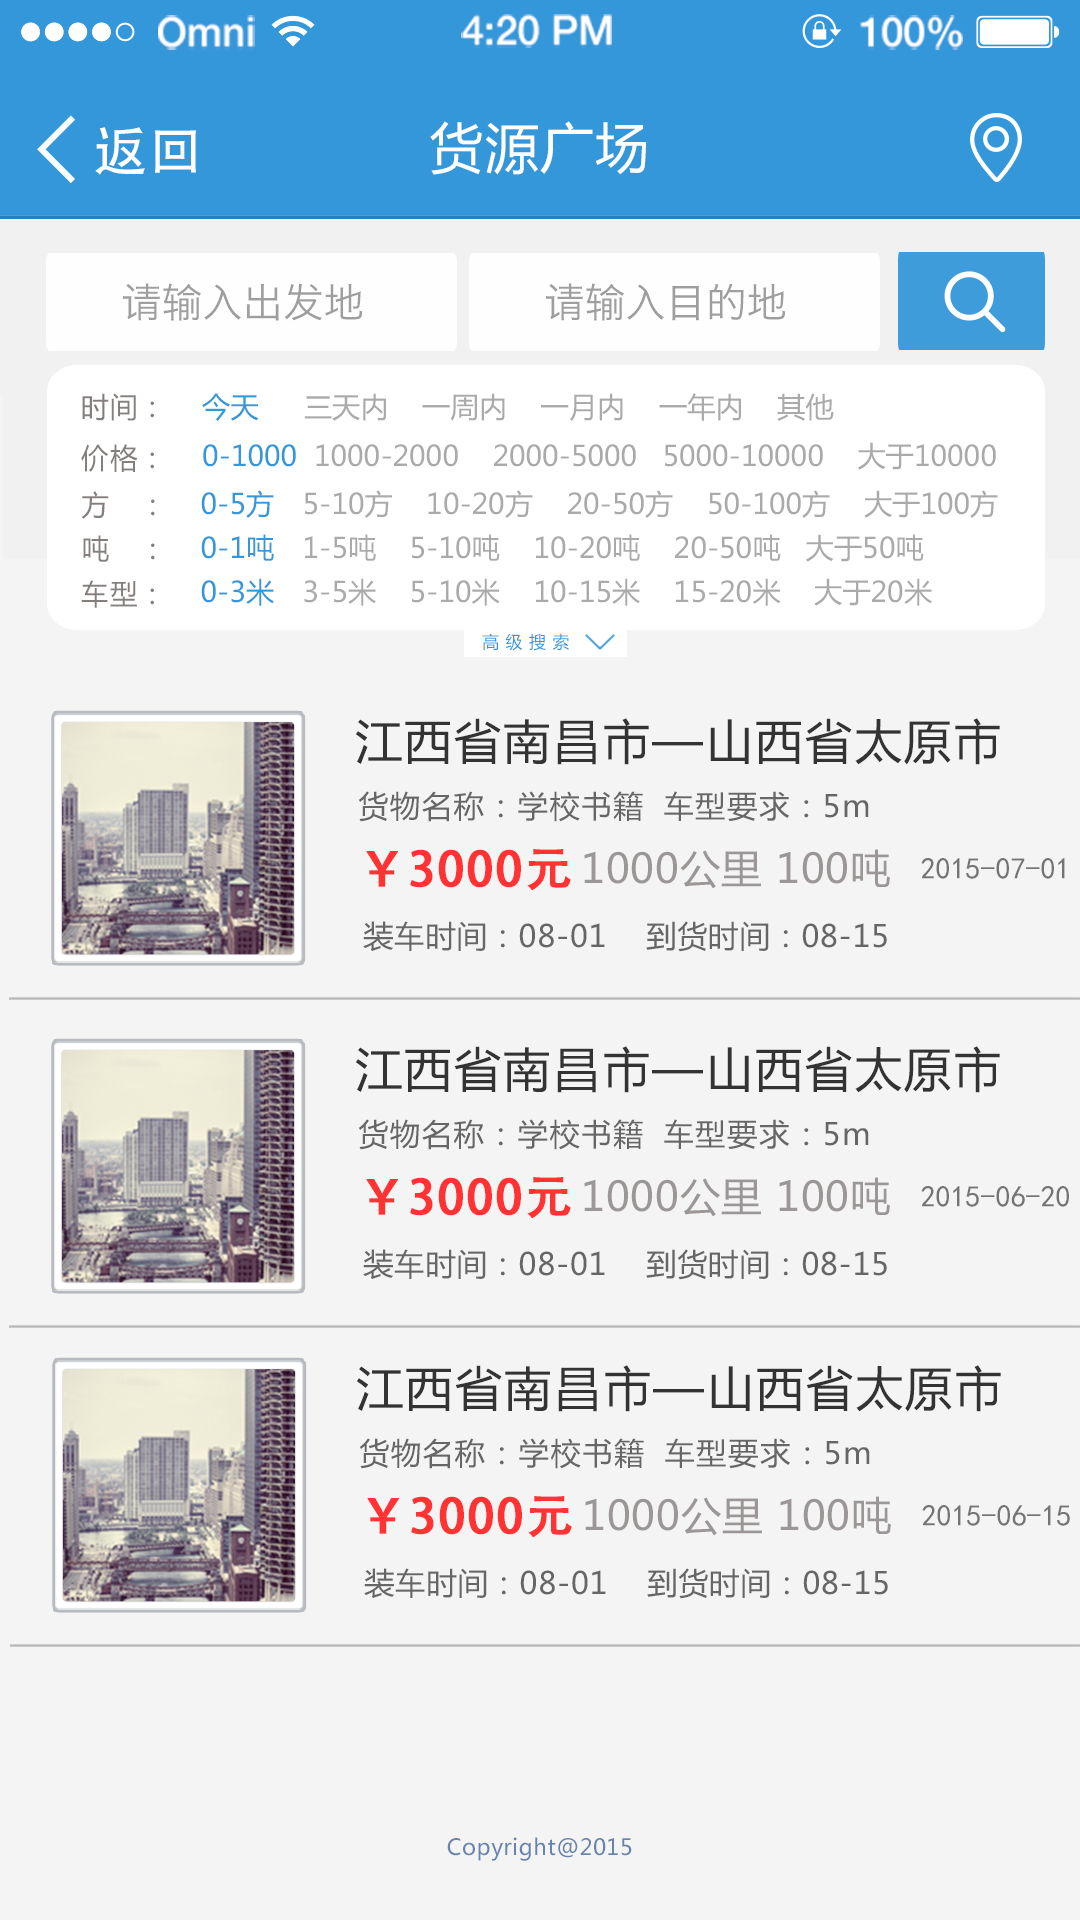 Omni 4:20 PM 100%
返回 货源广场
请输入出发地 请输入目的地
时间： 今天 三天内 一周内 一月内 一年内 其他
价格： 0-1000 1000-2000 2000-5000 5000-10000 大于10000
方 ： 0-5方 5-10方 10-20方 20-50方 50-100方 大于100方
吨 ： 0-1吨 1-5吨 5-10吨 10-20吨 20-50吨 大于50吨
车型： 0-3米 3-5米 5-10米 10-15米 15-20米 大于20米
高级搜索
江西省南昌市—山西省太原市
货物名称：学校书籍 车型要求：5m
￥3000元 1000公里 100吨 2015-07-01
装车时间：08-01 到货时间：08-15
江西省南昌市—山西省太原市
货物名称：学校书籍 车型要求：5m
￥3000元 1000公里 100吨 2015-06-20
装车时间：08-01 到货时间：08-15
江西省南昌市—山西省太原市
货物名称：学校书籍 车型要求：5m
￥3000元 1000公里 100吨 2015-06-15
装车时间：08-01 到货时间：08-15
Copyright@2015